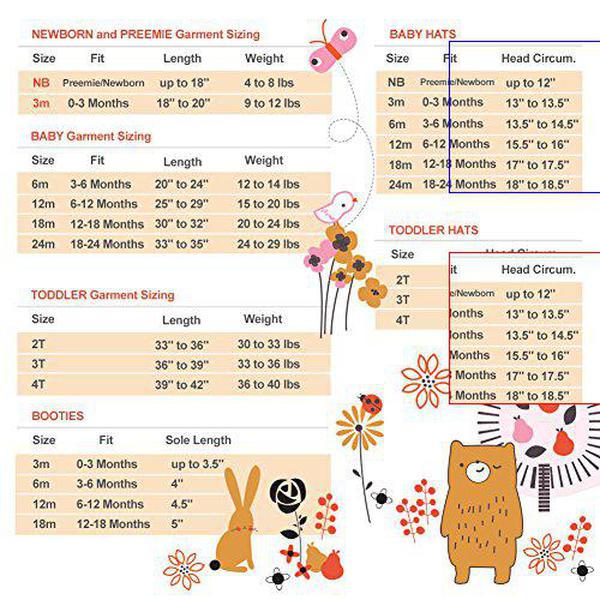 NEWBORN and PREEMIE Garment Sizing
Size Fit Length Weight
NB Preemie/Newborn up to 18" 4 to 8 lbs
3m 0-3 Months 18" to 20" 9 to 12 lbs
BABY Garment Sizing
Size Fit Length Weight
6m 3-6 Months 20" to 24" 12 to 14 lbs
12m 6-12 Months 25" to 29" 15 to 20 lbs
18m 12-18 Months 30" to 32" 20 to 24 lbs
24m 18-24 Months 33" to 35" 24 to 29 lbs
TODDLER Garment Sizing
Size Length Weight
2T 33" to 36" 30 to 33 lbs
3T 36" to 39" 33 to 36 lbs
4T 39" to 42" 36 to 40 lbs
BOOTIES
Size Fit Sole Length
3m 0-3 Months up to 3.5"
6m 3-6 Months 4"
12m 6-12 Months 4.5"
18m 12-18 Months 5"
BABY HATS
Size Fit Head Circum.
NB Preemie/Newborn up to 12"
3m 0-3 Months 13" to 13.5"
6m 3-6 Months 13.5" to 14.5"
12m 6-12 Months 15.5" to 16"
18m 12-18 Months 17" to 17.5"
24m 18-24 Months 18" to 18.5"
TODDLER HATS
Size Head Circum.
it Head Circum.
2T e/Newborn up to 12"
3T Months 13" to 13.5"
4T Months 13.5" to 14.5"
Months 15.5" to 16"
Months 17" to 17.5"
Months 18" to 18.5"